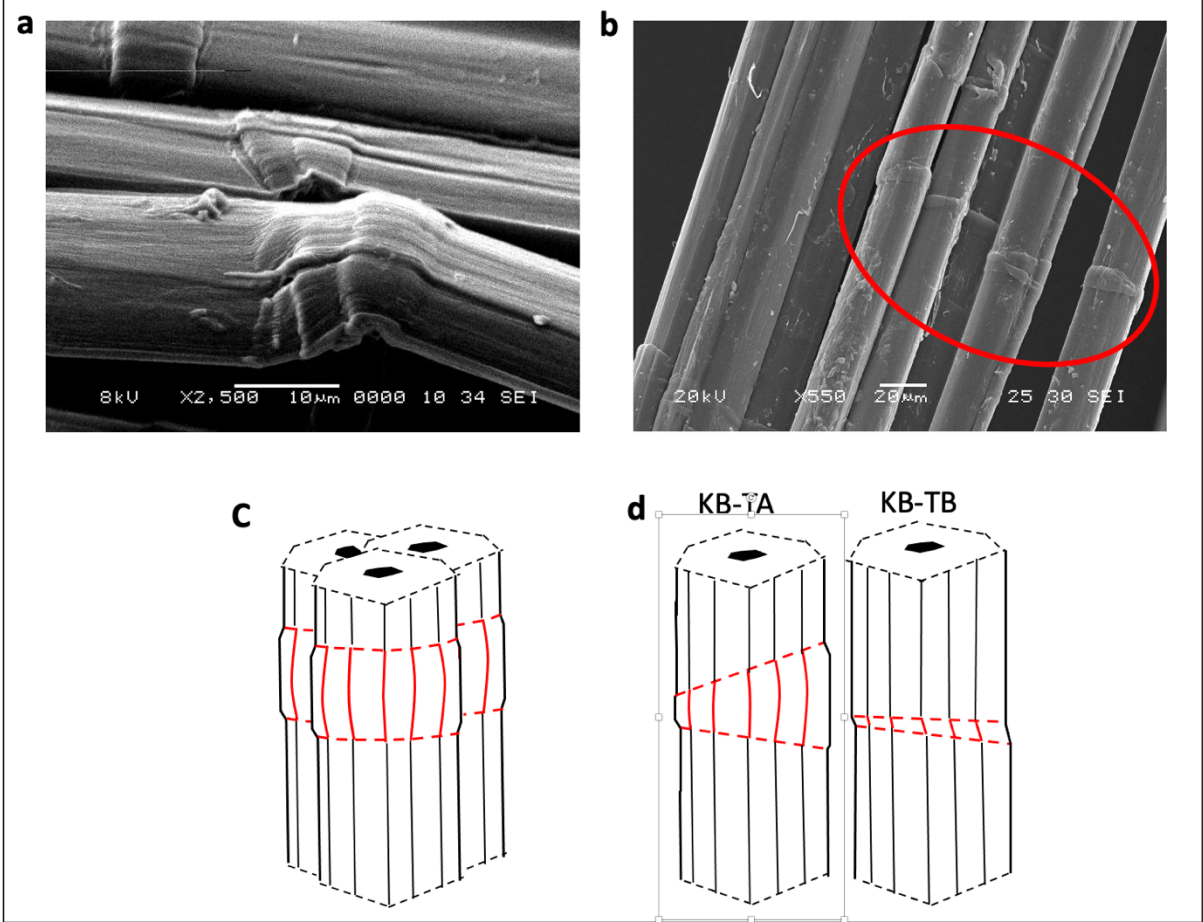 a
b
8kV X2,500 10μm 0000 10 34 SEI
20kV X550 20μm 25 30 SEI
c
d
KB-TA
KB-TB